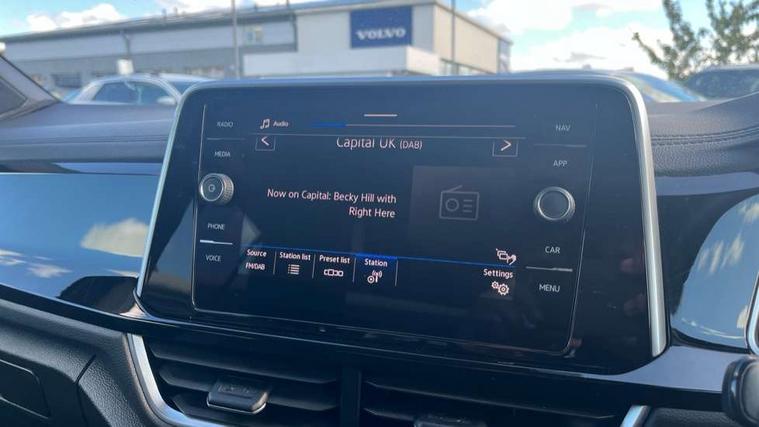 VOLVO
RADIO
Audio
NAV
MEDIA
< Capital UK (DAB) >
APP
Now on Capital: Becky Hill with
Right Here
PHONE
CAR
VOICE
Source
Station list
Preset list
Station
Settings
FM/DAB
MENU